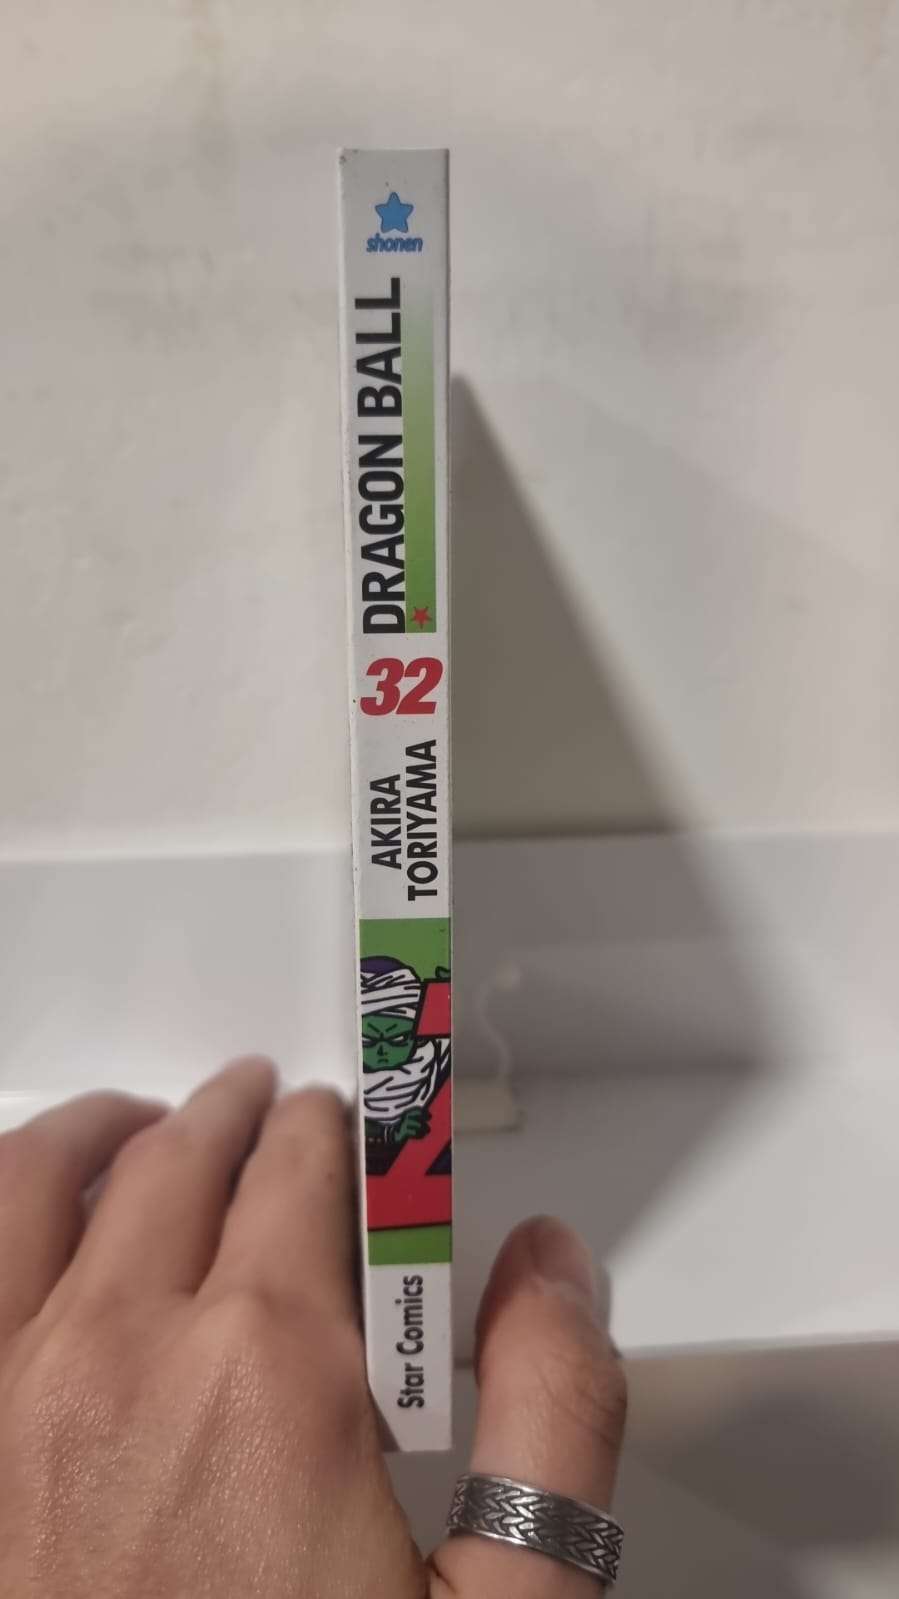 shonen
DRAGON BALL
32
AKIRA
TORIYAMA
Star Comics